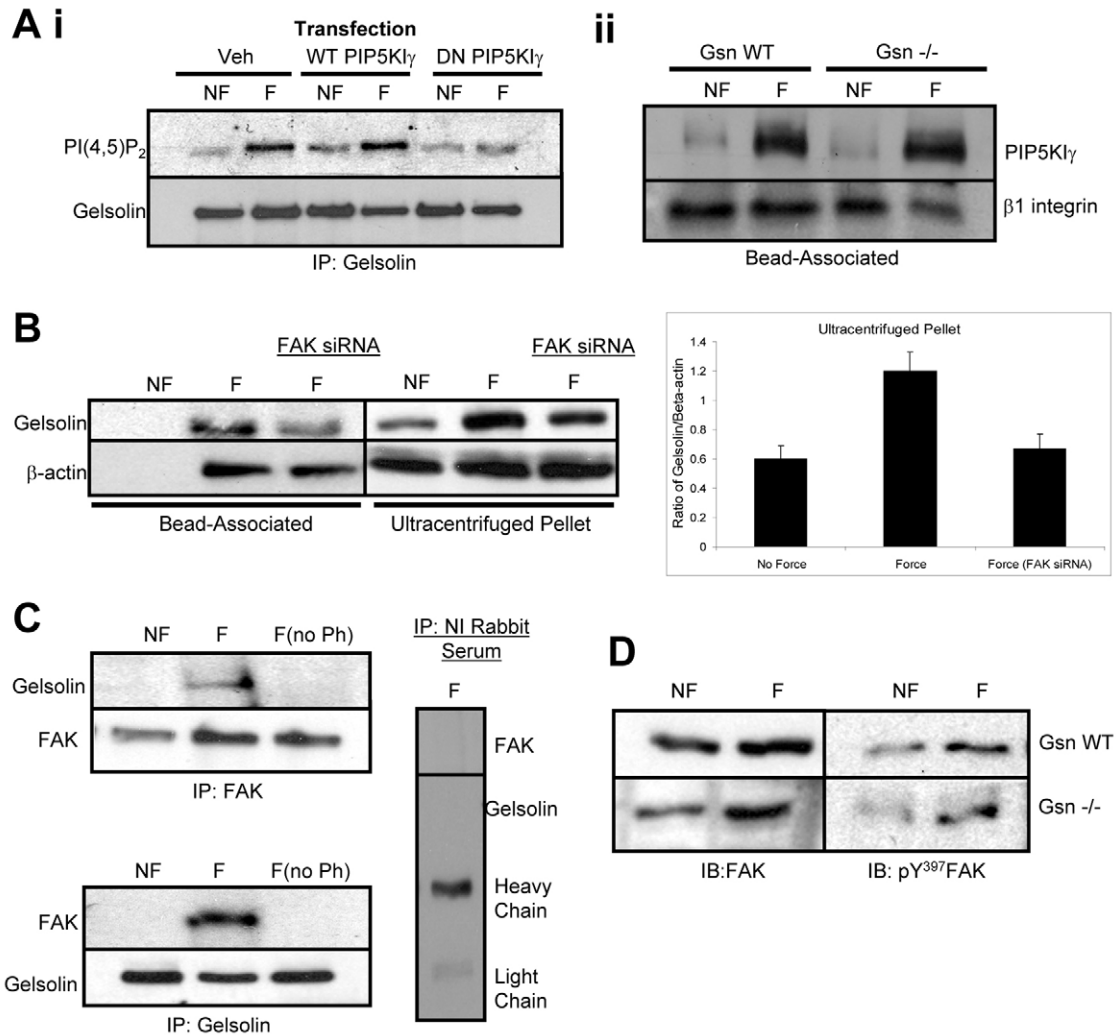 A i
Transfection
Veh WT PIP5KIγ DN PIP5KIγ
NF F NF F NF F
PI(4,5)P2
Gelsolin
IP: Gelsolin
ii
Gsn WT Gsn -/-
NF F NF F
PIP5KIγ
β1 integrin
Bead-Associated
B
FAK siRNA FAK siRNA
NF F F NF F F
Gelsolin
β-actin
Bead-Associated Ultracentrifuged Pellet
Ultracentrifuged Pellet
Ratio of Gelsolin/Beta-actin
1.4
1.2
1
0.8
0.6
0.4
0.2
0
No Force Force Force (FAK siRNA)
C
NF F F(no Ph)
Gelsolin
FAK
IP: FAK
NF F F(no Ph)
FAK
Gelsolin
IP: Gelsolin
IP: NI Rabbit
Serum
F
FAK
Gelsolin
Heavy
Chain
Light
Chain
D
NF F NF F
Gsn WT
Gsn -/-
IB:FAK IB: pY397FAK